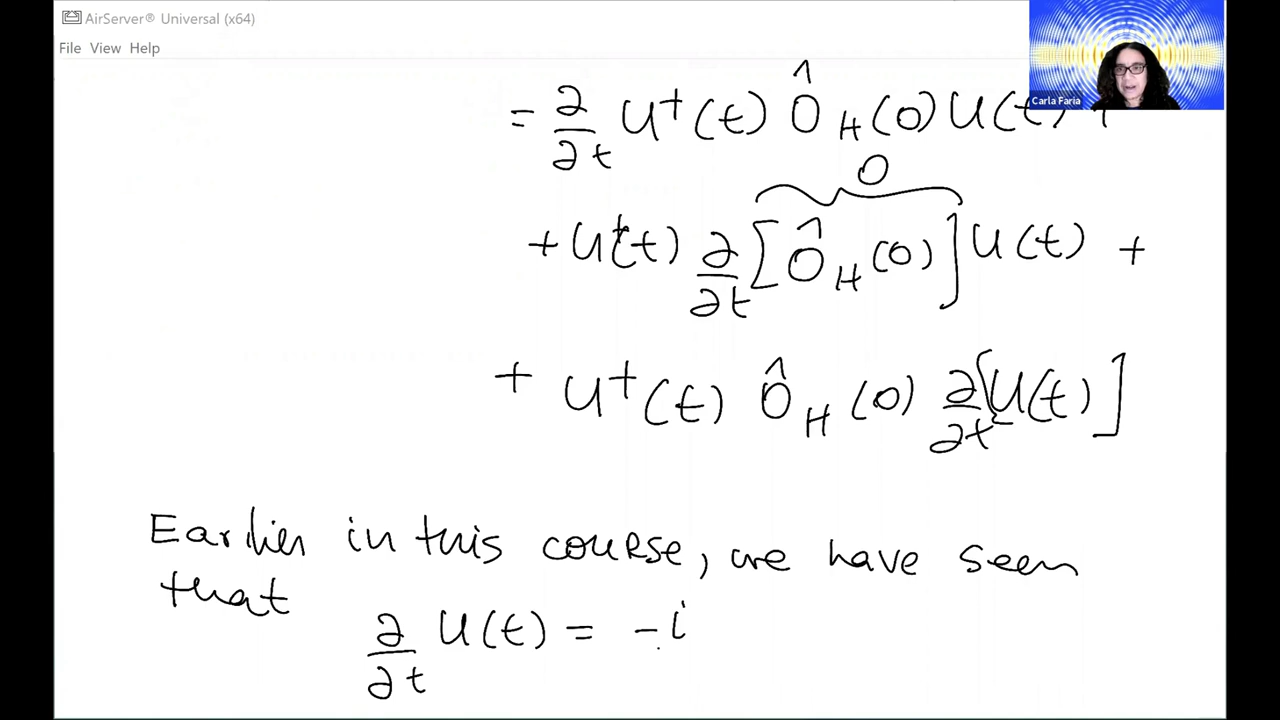 AirServer® Universal (x64)
File View Help
Carla Faria
= ∂/∂t U†(t) Ô_H(0) U(t) +
0
+ U†(t) ∂/∂t [Ô_H(0)] U(t) +
+ U†(t) Ô_H(0) ∂/∂t [U(t)]
Earlier in this course, we have seen
that
∂/∂t U(t) = -i